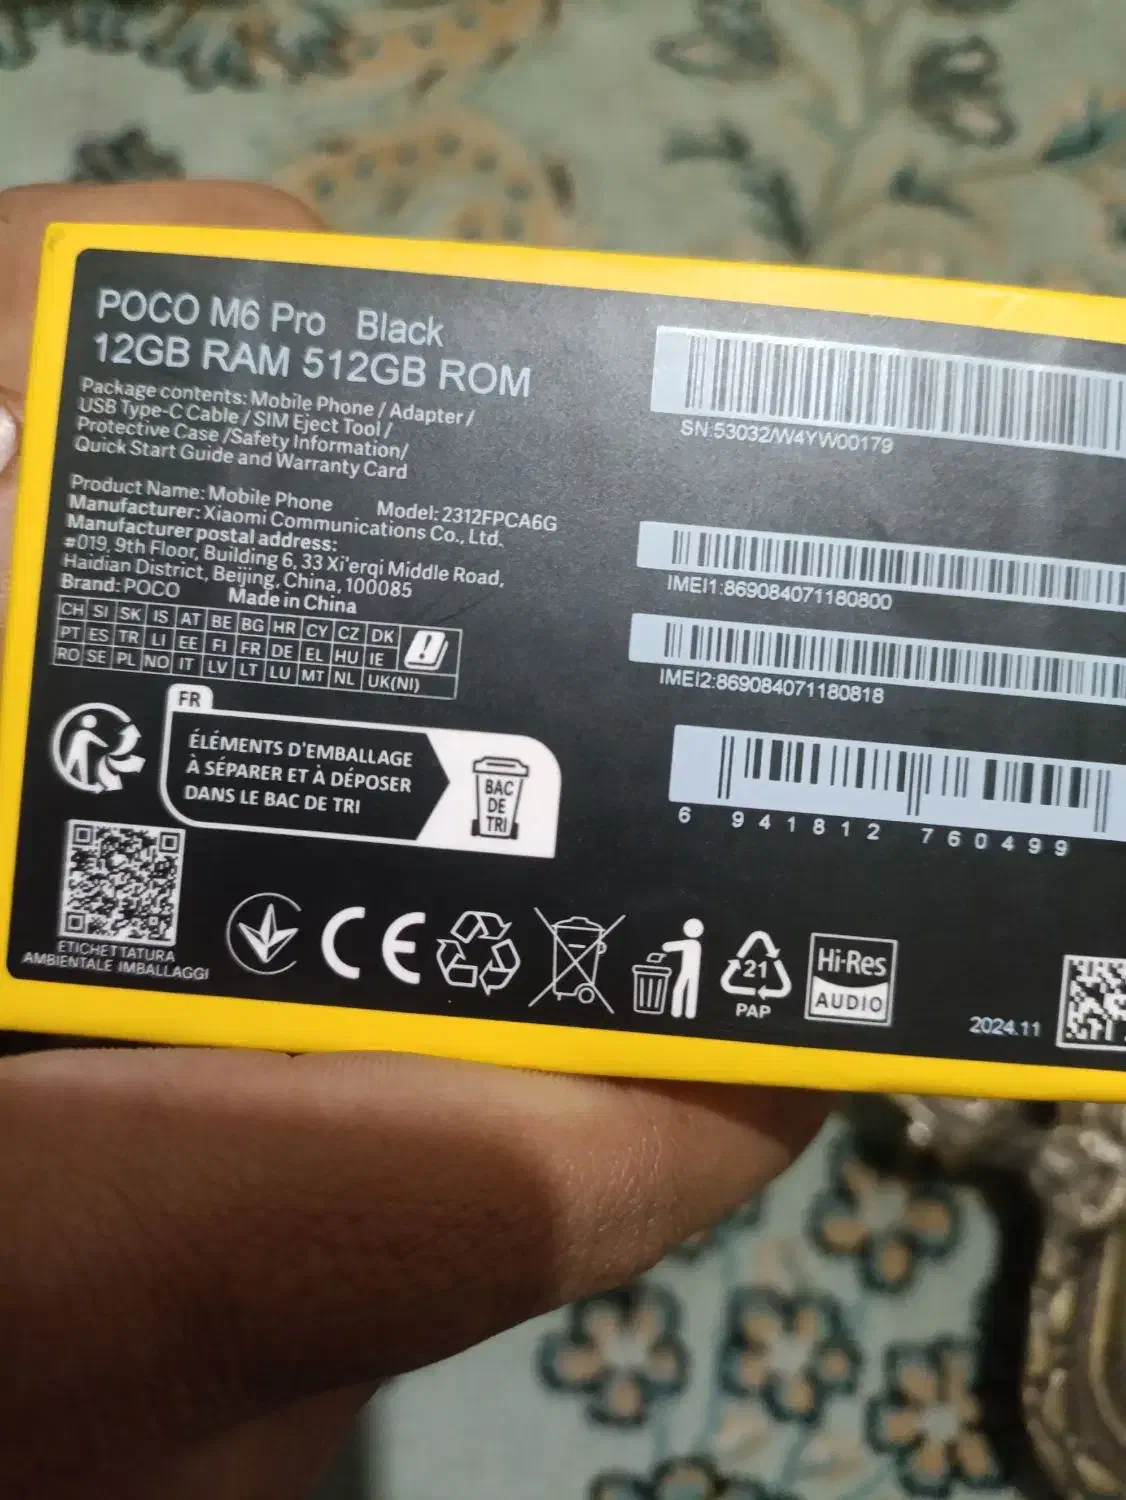 POCO M6 Pro Black
12GB RAM 512GB ROM
Package contents: Mobile Phone / Adapter /
USB Type-C Cable / SIM Eject Tool /
Protective Case /Safety Information/
Quick Start Guide and Warranty Card
Product Name: Mobile Phone Model: 2312FPCA6G
Manufacturer: Xiaomi Communications Co., Ltd.
Manufacturer postal address:
#019, 9th Floor, Building 6, 33 Xi'erqi Middle Road,
Haidian District, Beijing, China, 100085
Brand: POCO Made in China
CH SI SK IS AT BE BG HR CY CZ DK
PT ES TR LI EE FI FR DE EL HU IE
RO SE PL NO IT LV LT LU MT NL UK(NI)
FR
ÉLÉMENTS D'EMBALLAGE
À SÉPARER ET À DÉPOSER
DANS LE BAC DE TRI
BAC
DE
TRI
ETICHETTATURA
AMBIENTALE IMBALLAGGI
CE
21
PAP
Hi-Res
AUDIO
SN:53032/W4YW00179
IMEI1:869084071180800
IMEI2:869084071180818
6 941812 760499
2024.11